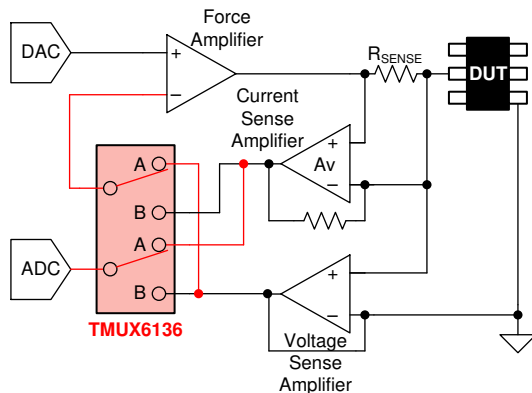 Force
Amplifier
DAC
+
−
RSENSE
DUT
Current
Sense
Amplifier
+
Av
−
A
B
A
B
ADC
TMUX6136
+
−
Voltage
Sense
Amplifier